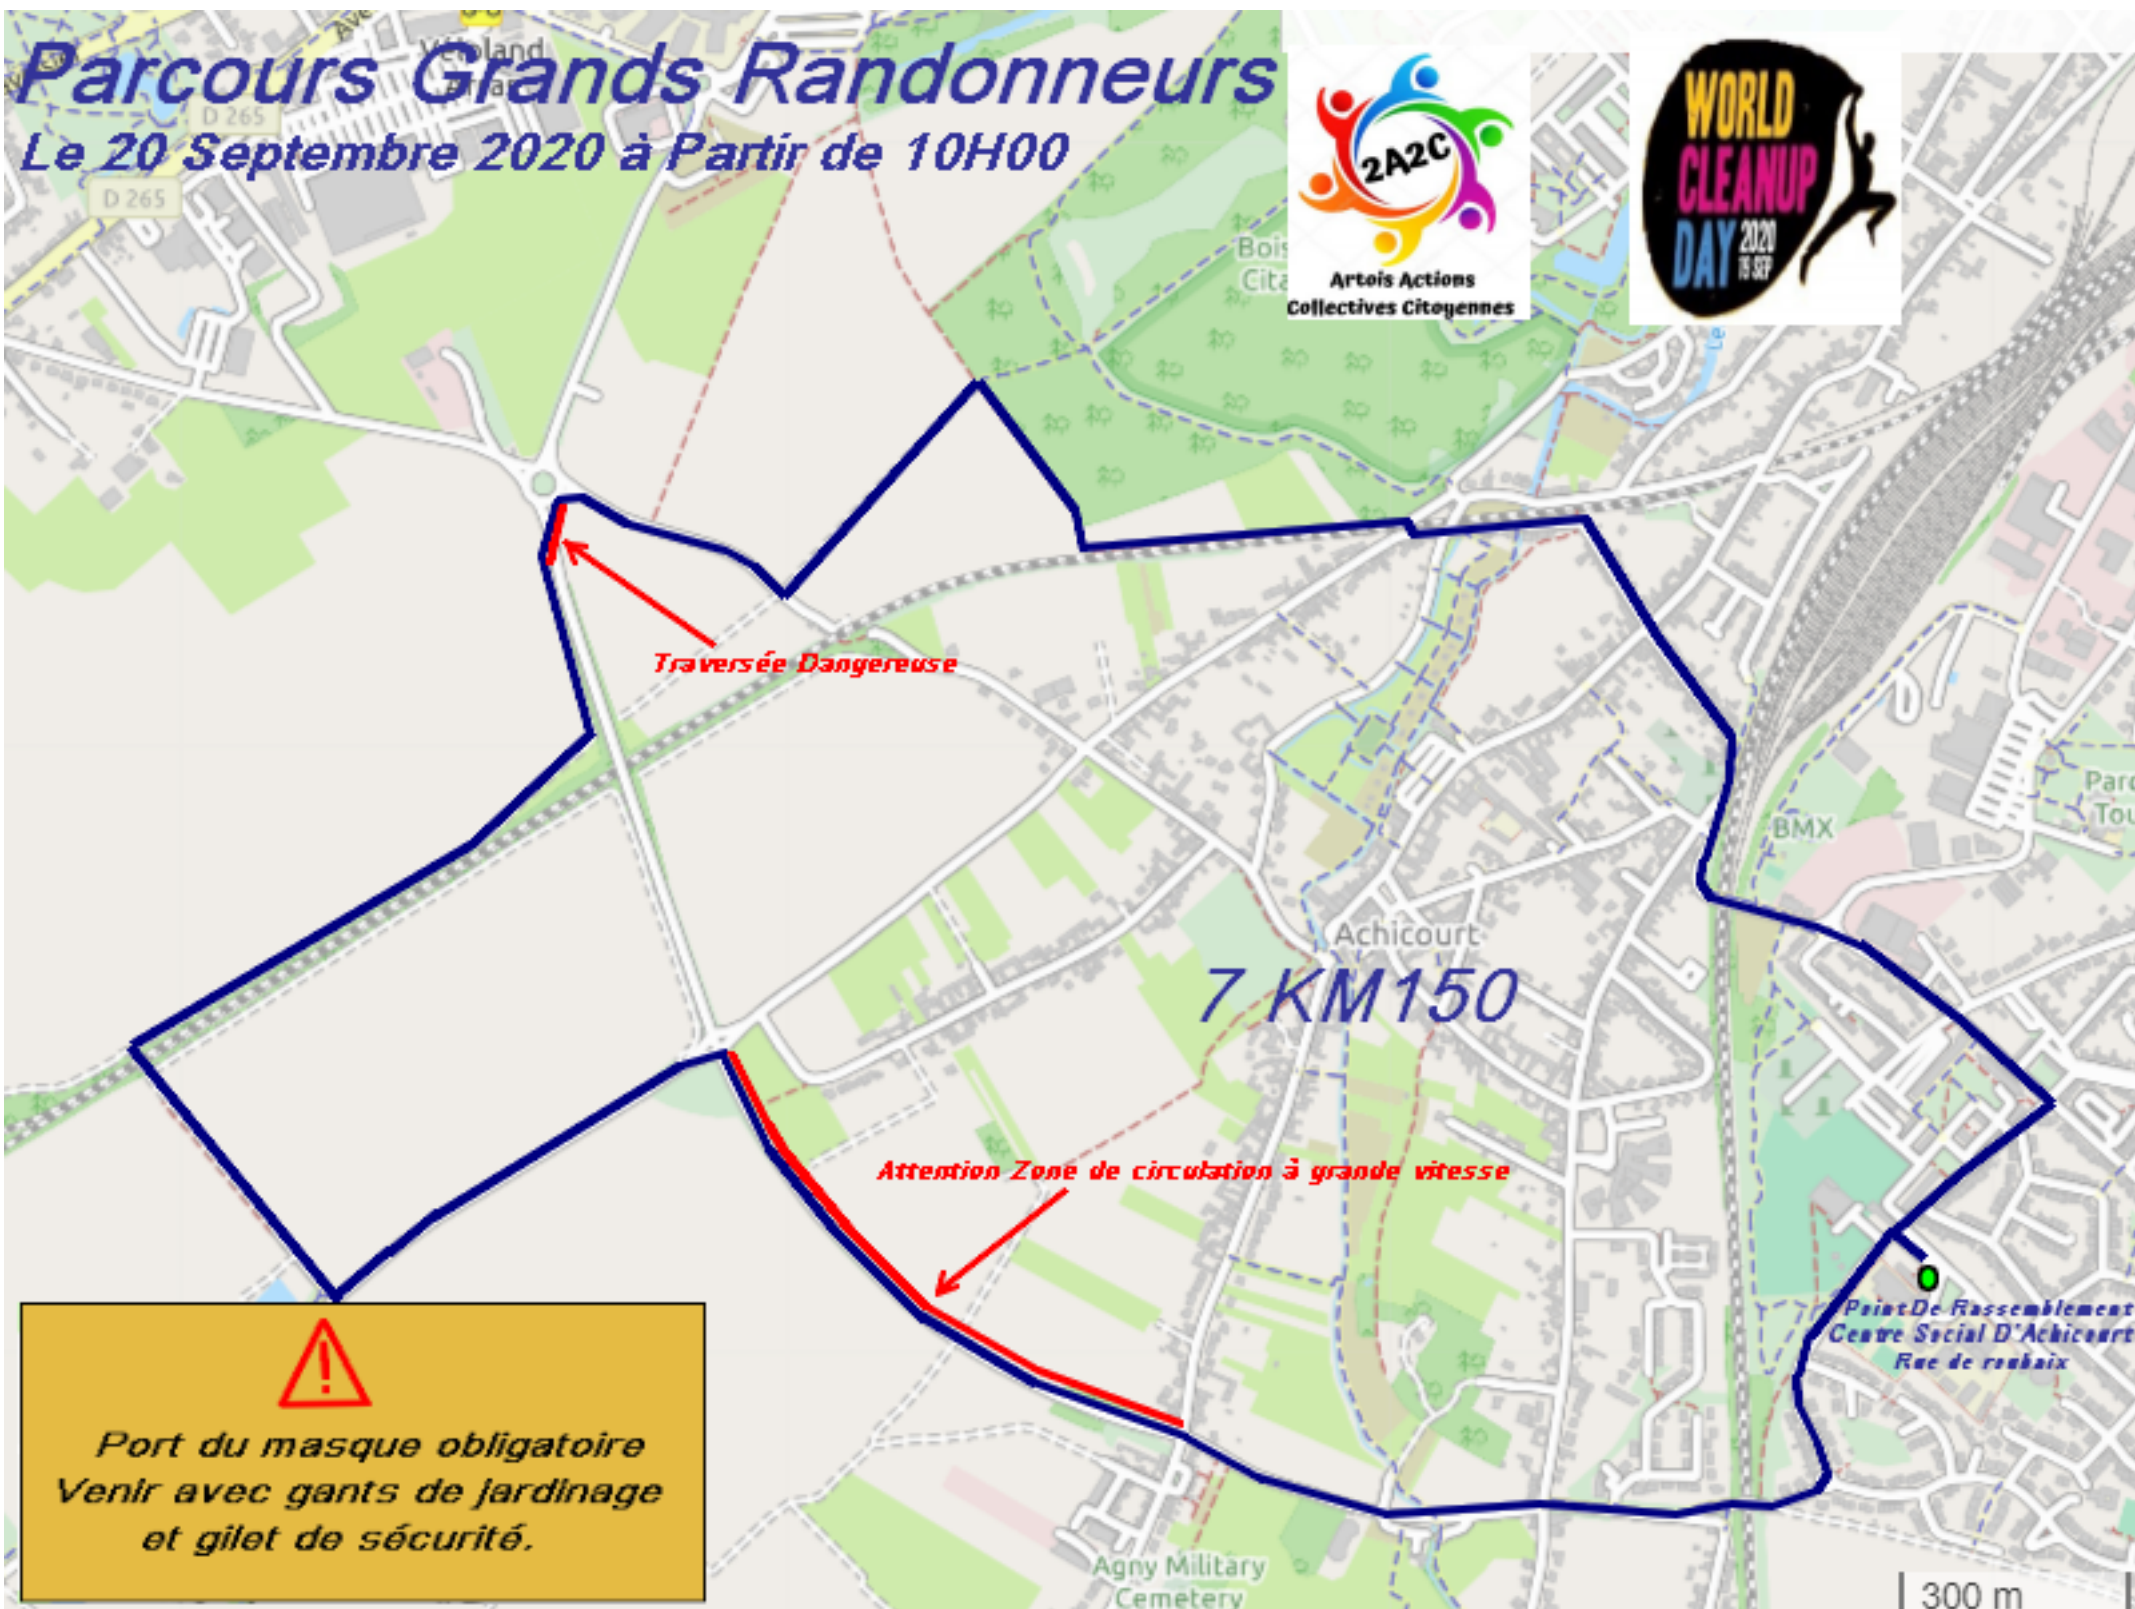 Parcours Grands Randonneurs
Le 20 Septembre 2020 à Partir de 10H00
D 265
D 265
2A2C
Artois Actions
Collectives Citoyennes
WORLD
CLEANUP
DAY 2020
19 SEP
Bois
Traversée Dangereuse
BMX
Achicourt
7 KM150
Attention Zone de circulation à grande vitesse
Point De Rassemblement
Centre Social D'Achicourt
Rue de roubaix
!
Port du masque obligatoire
Venir avec gants de jardinage
et gilet de sécurité.
Agny Military
Cemetery
300 m